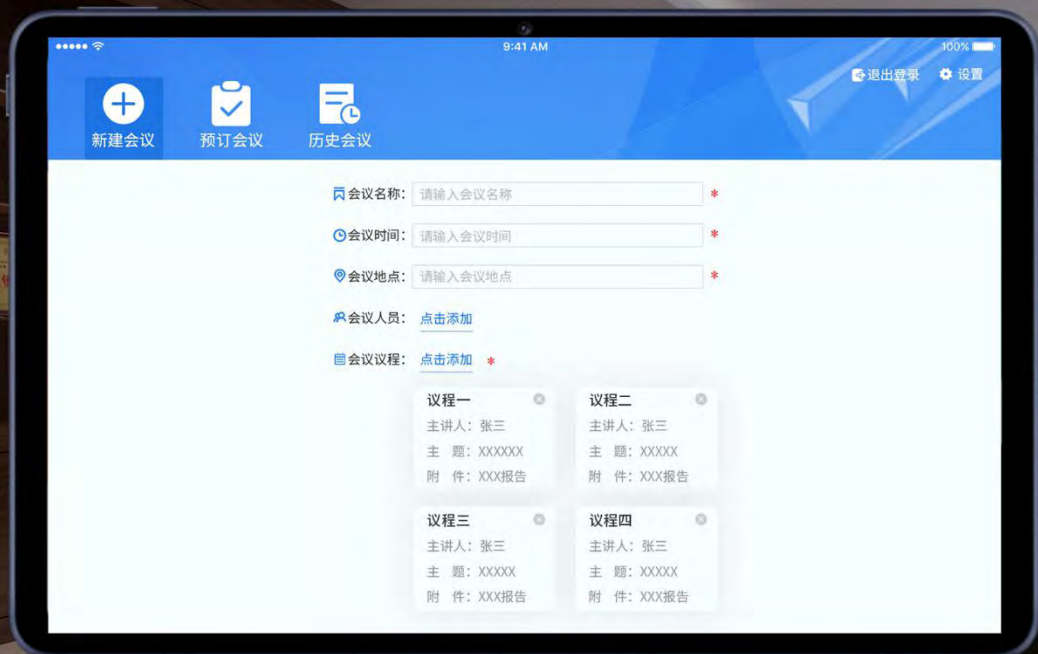 9:41 AM
100%
退出登录
设置
新建会议
预订会议
历史会议
会议名称：
请输入会议名称
*
会议时间：
请输入会议时间
*
会议地点：
请输入会议地点
*
会议人员：
点击添加
会议议程：
点击添加
*
议程一
主讲人：张三
主 题：XXXXXX
附 件：XXX报告
议程二
主讲人：张三
主 题：XXXXX
附 件：XXX报告
议程三
主讲人：张三
主 题：XXXXX
附 件：XXX报告
议程四
主讲人：张三
主 题：XXXXX
附 件：XXX报告